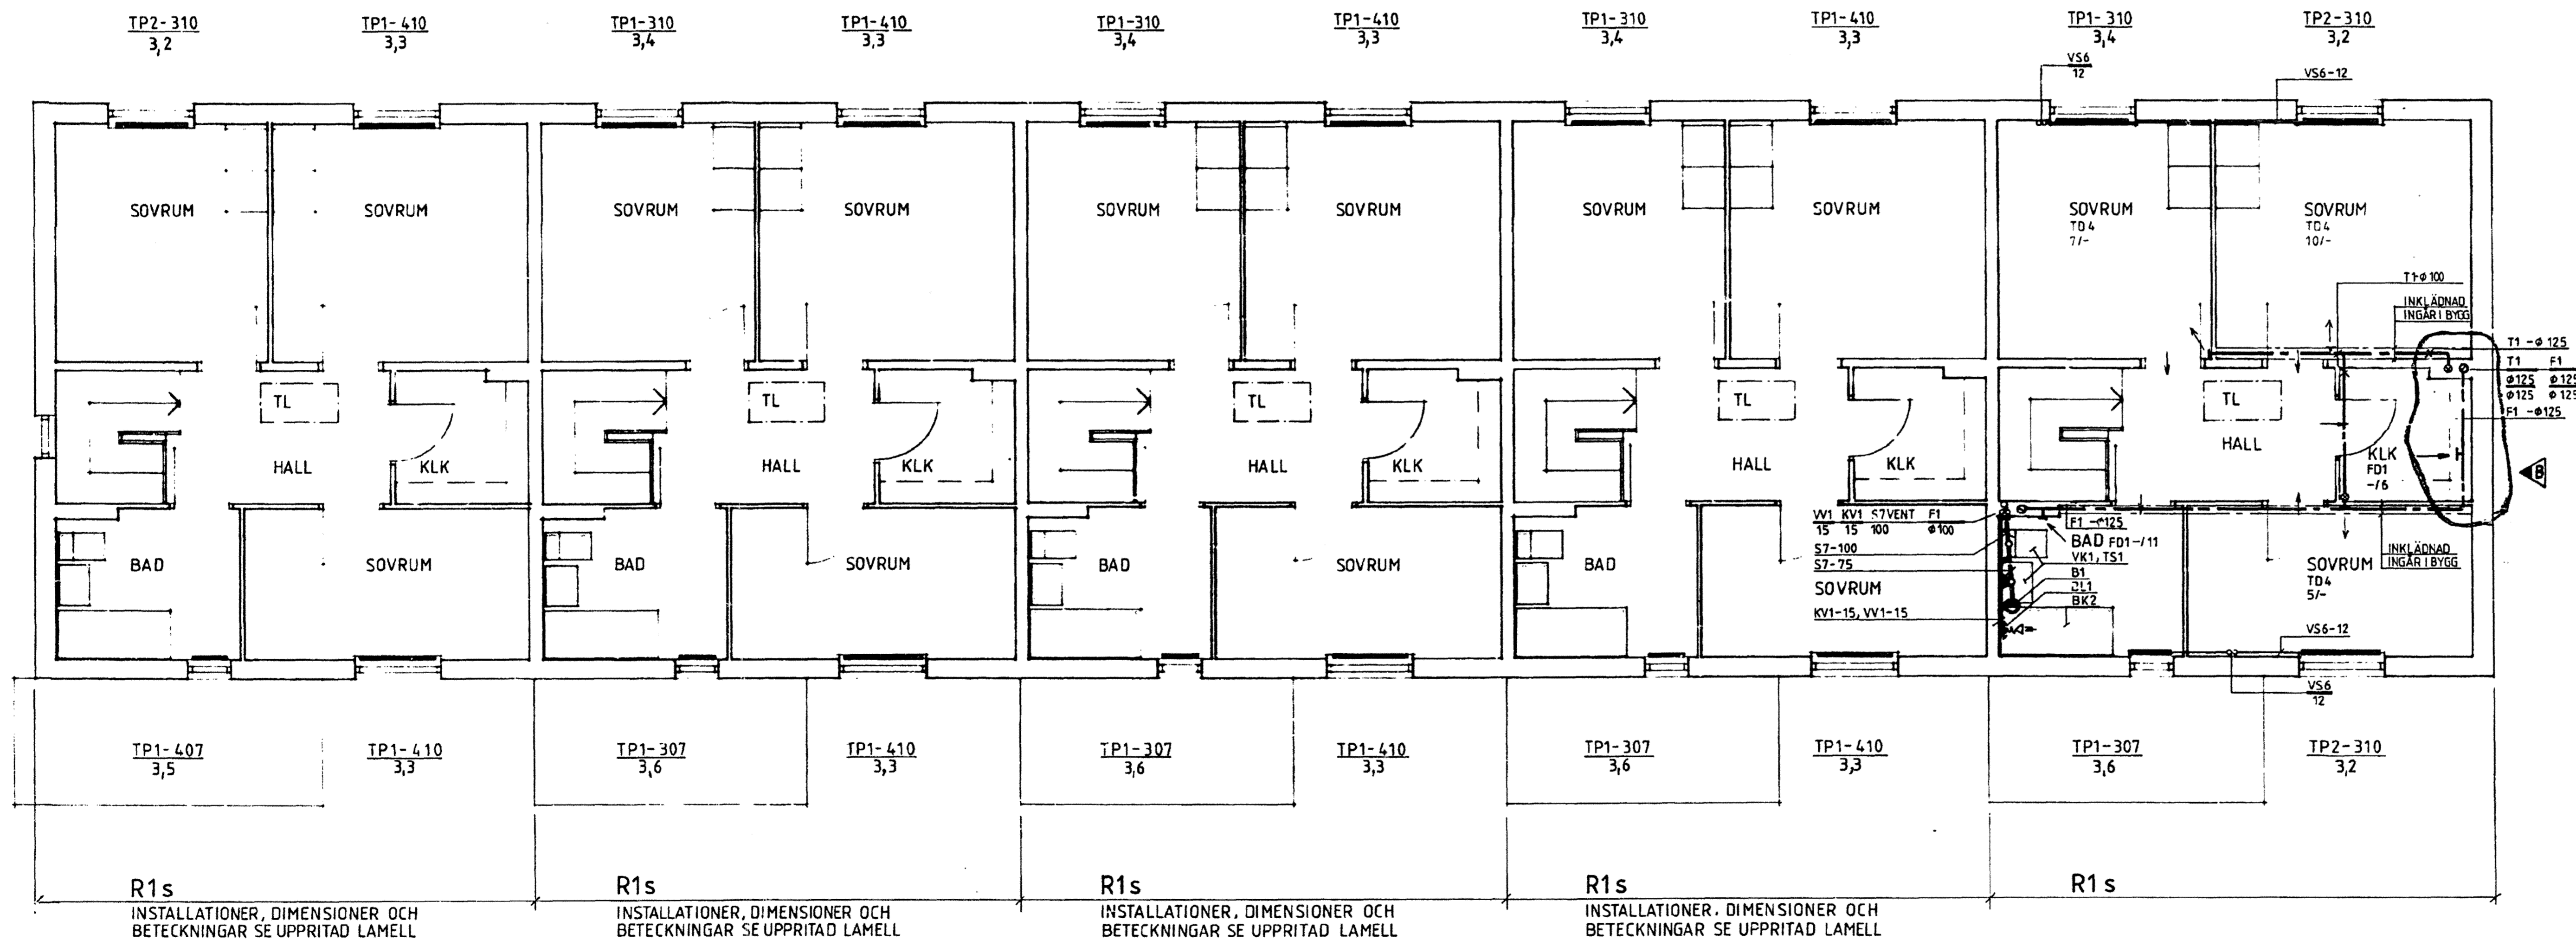 TP2-310
3,2
TP1-410
3,3
TP1-310
3,4
TP1-410
3,3
TP1-310
3,4
TP1-410
3,3
TP1-310
3,4
TP1-410
3,3
TP1-310
3,4
TP2-310
3,2
VS6
12
VS6-12
SOVRUM
SOVRUM
SOVRUM
SOVRUM
SOVRUM
SOVRUM
SOVRUM
SOVRUM
SOVRUM
TD4
7/-
SOVRUM
TD4
10/-
T1-ø100
INKLÄDNAD
INGÅR I BYGG
T1 -ø125
T1 F1
ø125 ø125
ø125 ø125
F1 -ø125
TL
TL
TL
TL
TL
HALL
KLK
HALL
KLK
HALL
KLK
HALL
KLK
HALL
KLK
FD1
-/6
B
VV1 KV1 S7VENT F1
15 15 100 ø100
S7-100
S7-75
SOVRUM
KV1-15, VV1-15
F1 -ø125
BAD FD1-/11
VK1, TS1
B1
BL1
BK2
INKLÄDNAD
INGÅR I BYGG
SOVRUM
TD4
5/-
VS6-12
VS6
12
BAD
SOVRUM
BAD
SOVRUM
BAD
SOVRUM
BAD
TP1-407
3,5
TP1-410
3,3
TP1-307
3,6
TP1-410
3,3
TP1-307
3,6
TP1-410
3,3
TP1-307
3,6
TP1-410
3,3
TP1-307
3,6
TP2-310
3,2
R1s
INSTALLATIONER, DIMENSIONER OCH
BETECKNINGAR SE UPPRITAD LAMELL
R1s
INSTALLATIONER, DIMENSIONER OCH
BETECKNINGAR SE UPPRITAD LAMELL
R1s
INSTALLATIONER, DIMENSIONER OCH
BETECKNINGAR SE UPPRITAD LAMELL
R1s
INSTALLATIONER. DIMENSIONER OCH
BETECKNINGAR SE UPPRITAD LAMELL
R1s